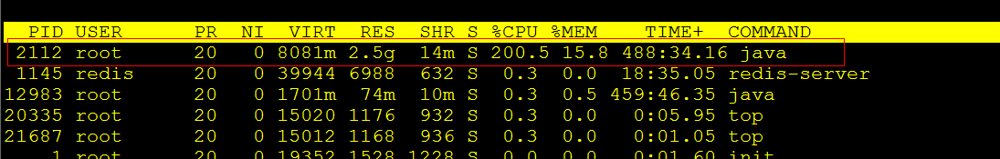 PID USER PR NI VIRT RES SHR S %CPU %MEM TIME+ COMMAND
2112 root 20 0 8081m 2.5g 14m S 200.5 15.8 488:34.16 java
1145 redis 20 0 39944 6988 632 S 0.3 0.0 18:35.05 redis-server
12983 root 20 0 1701m 74m 10m S 0.3 0.5 459:46.35 java
20335 root 20 0 15020 1176 932 S 0.3 0.0 0:05.95 top
21687 root 20 0 15012 1168 936 S 0.3 0.0 0:01.05 top
1 root 20 0 19352 1528 1228 S 0.0 0.0 0:01.60 init